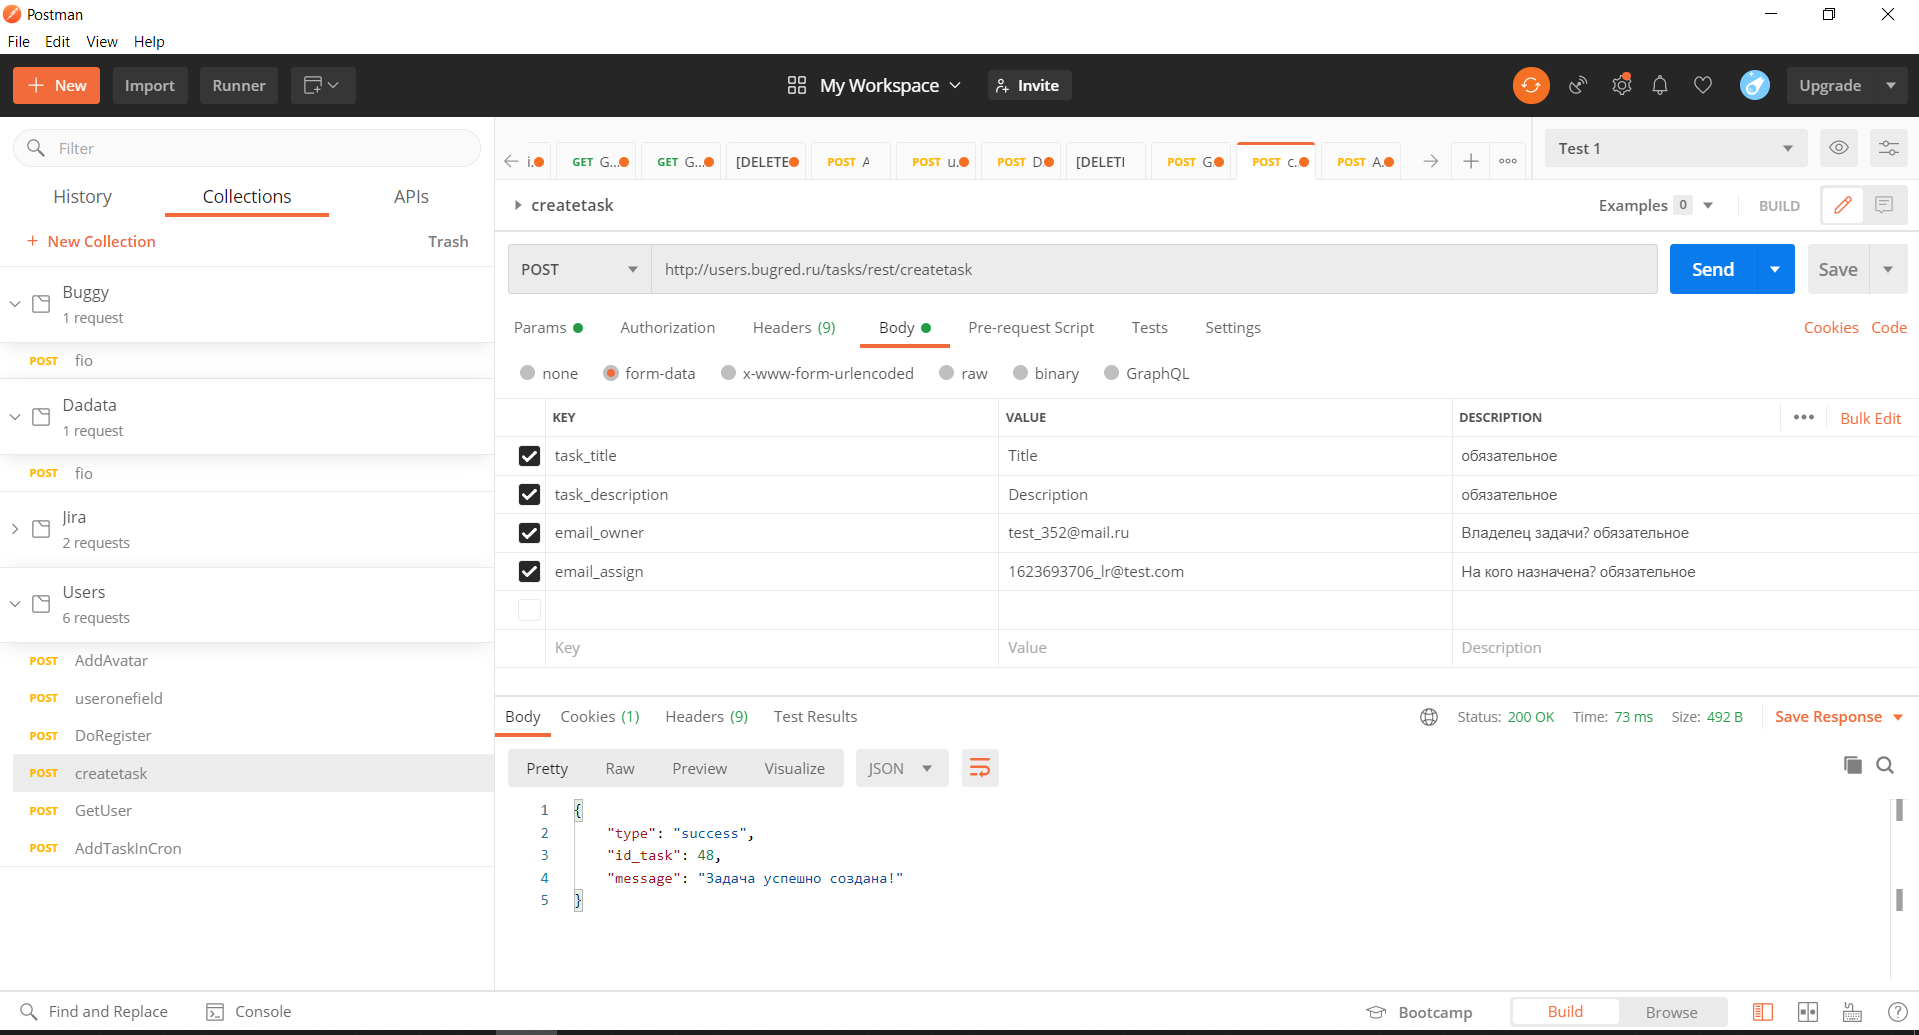 Postman
File Edit View Help
New Import Runner My Workspace Invite Upgrade
Filter
History Collections APIs
New Collection Trash
Buggy
1 request
POST fio
Dadata
1 request
POST fio
Jira
2 requests
Users
6 requests
POST AddAvatar
POST useronefield
POST DoRegister
POST createtask
POST GetUser
POST AddTaskInCron
i. GET G... GET G... [DELETE POST A POST u. POST D [DELETI POST G POST c. POST A. Test 1
createtask Examples 0 BUILD
POST http://users.bugred.ru/tasks/rest/createtask Send Save
Params Authorization Headers (9) Body Pre-request Script Tests Settings Cookies Code
none form-data x-www-form-urlencoded raw binary GraphQL
KEY VALUE DESCRIPTION Bulk Edit
task_title Title обязательное
task_description Description обязательное
email_owner test_352@mail.ru Владелец задачи? обязательное
email_assign 1623693706_lr@test.com На кого назначена? обязательное
Key Value Description
Body Cookies (1) Headers (9) Test Results Status: 200 OK Time: 73 ms Size: 492 B Save Response
Pretty Raw Preview Visualize JSON
1 {
2 "type": "success",
3 "id_task": 48,
4 "message": "Задача успешно создана!"
5 }
Find and Replace Console Bootcamp Build Browse